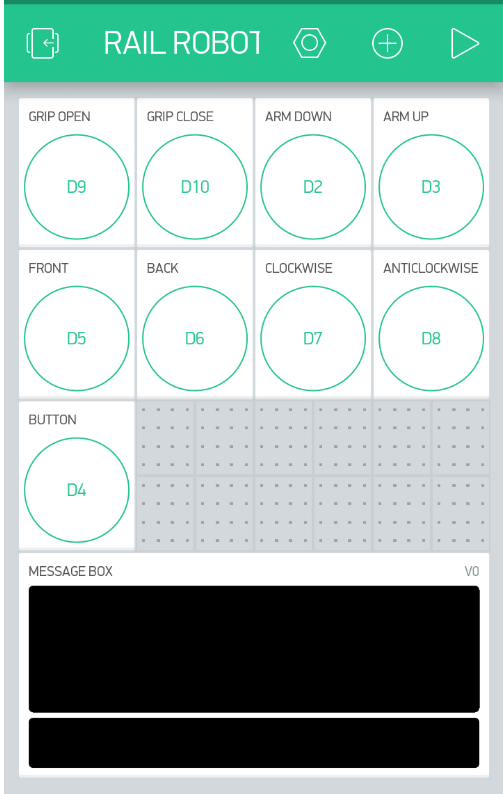 RAIL ROBOT
GRIP OPEN GRIP CLOSE ARM DOWN ARM UP
D9 D10 D2 D3
FRONT BACK CLOCKWISE ANTICLOCKWISE
D5 D6 D7 D8
BUTTON
D4
MESSAGE BOX V0